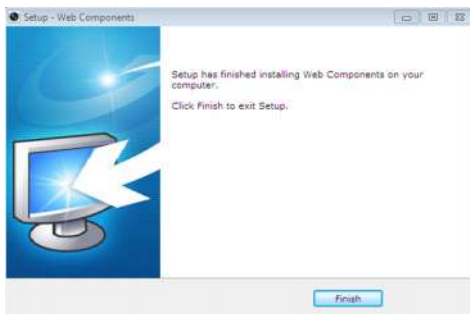 Setup - Web Components
Setup has finished installing Web Components on your
computer.
Click Finish to exit Setup.
Finish